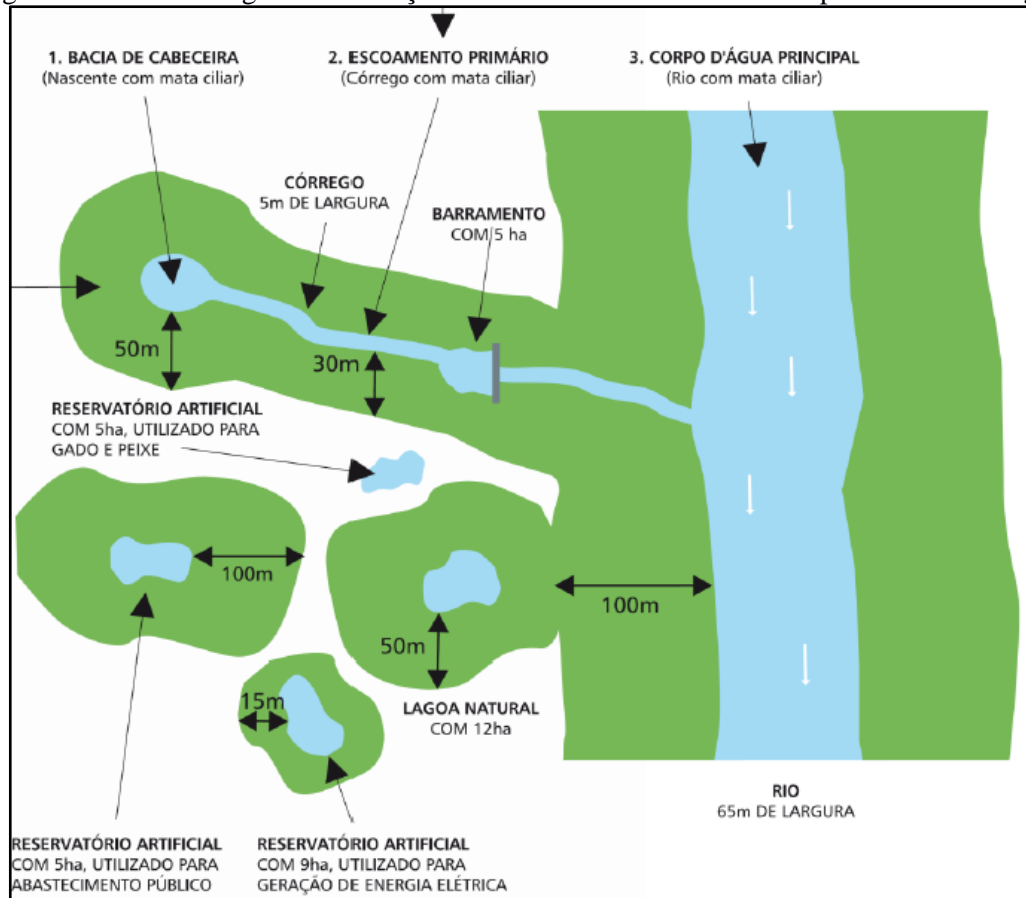 1. BACIA DE CABECEIRA
(Nascente com mata ciliar)
2. ESCOAMENTO PRIMÁRIO
(Córrego com mata ciliar)
3. CORPO D'ÁGUA PRINCIPAL
(Rio com mata ciliar)
CÓRREGO
5m DE LARGURA
BARRAMENTO
COM 5 ha
50m
30m
RESERVATÓRIO ARTIFICIAL
COM 5ha, UTILIZADO PARA
GADO E PEIXE
100m
100m
50m
15m
LAGOA NATURAL
COM 12ha
RIO
65m DE LARGURA
RESERVATÓRIO ARTIFICIAL
COM 5ha, UTILIZADO PARA
ABASTECIMENTO PÚBLICO
RESERVATÓRIO ARTIFICIAL
COM 9ha, UTILIZADO PARA
GERAÇÃO DE ENERGIA ELÉTRICA